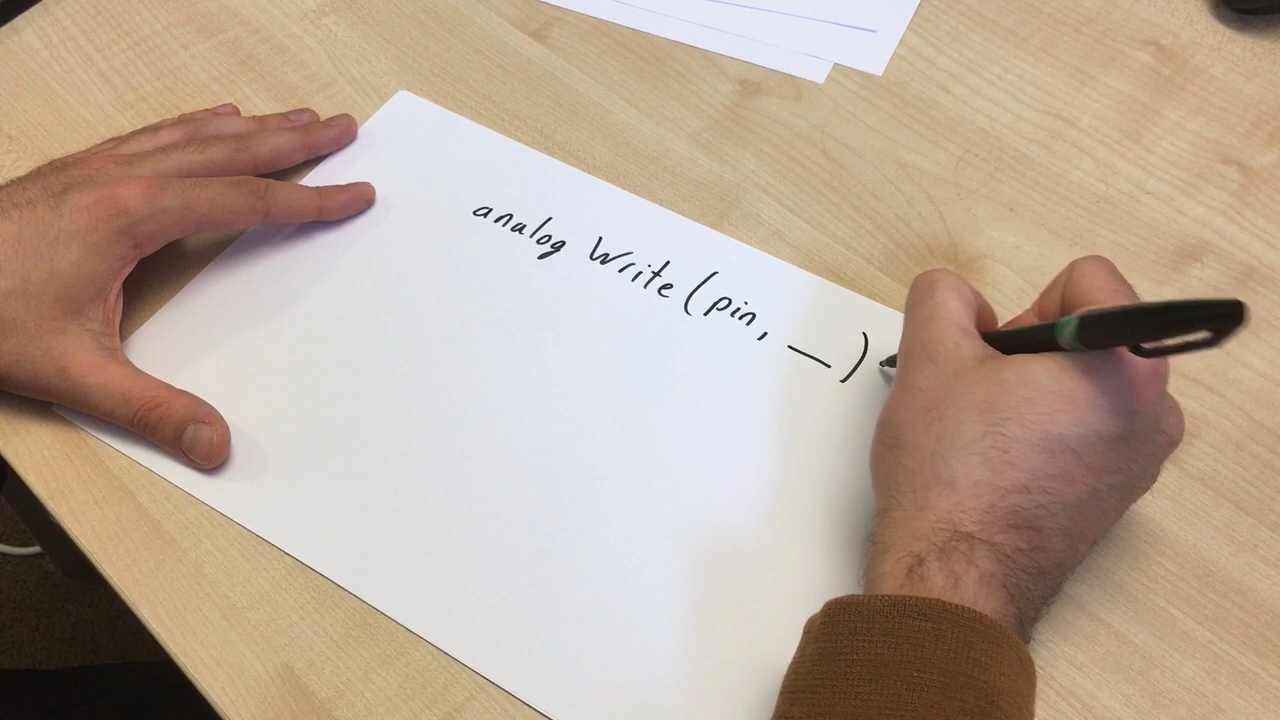 analog Write (pin, _)